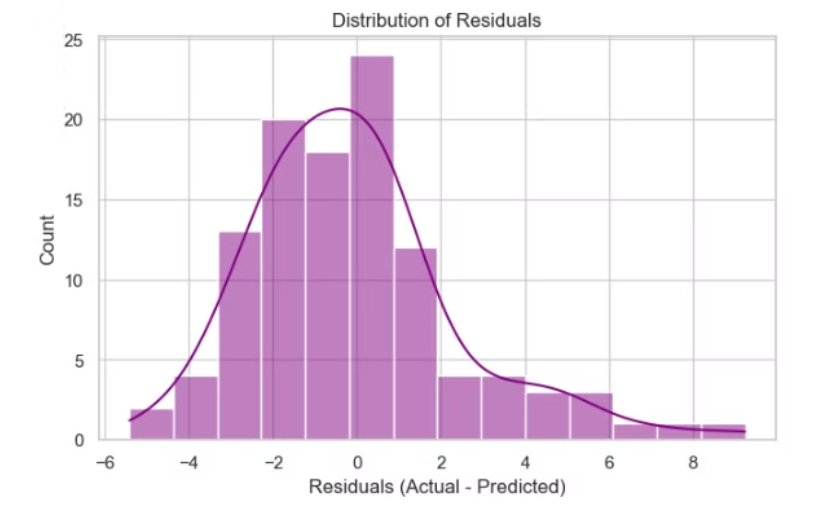 Distribution of Residuals
25
20
15
10
5
0
Count
−6 −4 −2 0 2 4 6 8
Residuals (Actual - Predicted)